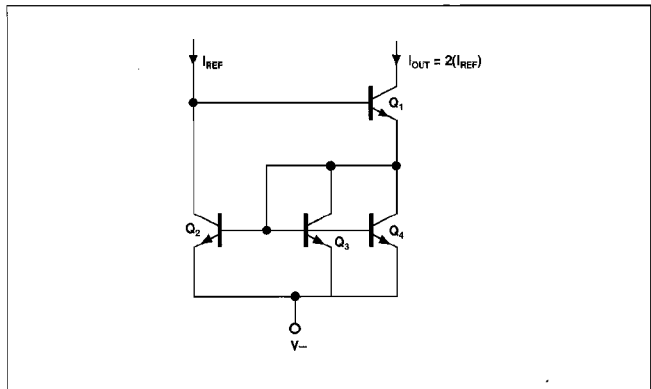 I_REF
I_OUT = 2(I_REF)
Q_1
Q_2
Q_3
Q_4
V–